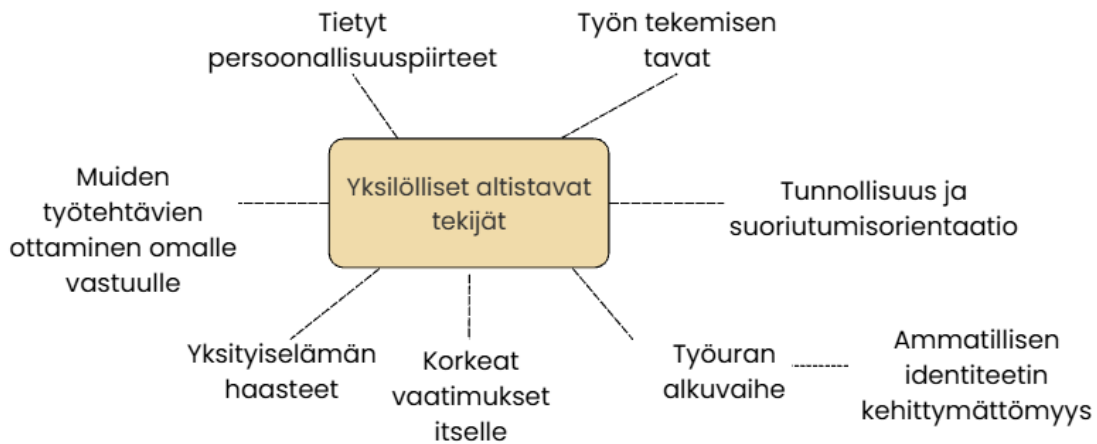 Tietyt
persoonallisuuspiirteet
Työn tekemisen
tavat
Muiden
työtehtävien
ottaminen omalle
vastuulle
Yksilölliset altistavat
tekijät
Tunnollisuus ja
suoriutumisorientaatio
Yksityiselämän
haasteet
Korkeat
vaatimukset
itselle
Työuran
alkuvaihe
Ammatillisen
identiteetin
kehittymättömyys